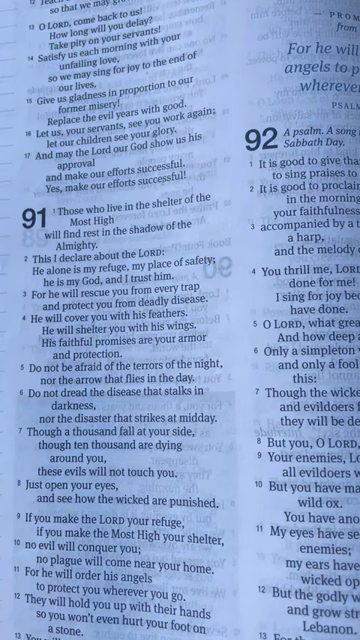 so that we may
13 O LORD, come back to us!
How long will you delay?
Take pity on your servants!
14 Satisfy us each morning with your
unfailing love,
so we may sing for joy to the end of
our lives.
15 Give us gladness in proportion to our
former misery!
Replace the evil years with good.
16 Let us, your servants, see you work again;
let our children see your glory.
17 And may the Lord our God show us his
approval
and make our efforts successful.
Yes, make our efforts successful!
91
1 Those who live in the shelter of the
Most High
will find rest in the shadow of the
Almighty.
2 This I declare about the LORD:
He alone is my refuge, my place of safety;
he is my God, and I trust him.
3 For he will rescue you from every trap
and protect you from deadly disease.
4 He will cover you with his feathers.
He will shelter you with his wings.
His faithful promises are your armor
and protection.
5 Do not be afraid of the terrors of the night,
nor the arrow that flies in the day.
6 Do not dread the disease that stalks in
darkness,
nor the disaster that strikes at midday.
7 Though a thousand fall at your side,
though ten thousand are dying
around you,
these evils will not touch you.
8 Just open your eyes,
and see how the wicked are punished.
9 If you make the LORD your refuge,
if you make the Most High your shelter,
10 no evil will conquer you;
no plague will come near your home.
11 For he will order his angels
to protect you wherever you go.
12 They will hold you up with their hands
so you won't even hurt your foot on
a stone.
13
— PRO
from
For he will
angels to p
wherever
PSAL
92
A psalm. A song
Sabbath Day.
1 It is good to give tha
to sing praises to
2 It is good to proclai
in the morning
your faithfulness
3 accompanied by a t
a harp,
and the melody
4 You thrill me, LORD
done for me!
I sing for joy be
have done.
5 O LORD, what grea
And how deep
6 Only a simpleton
and only a fool
this:
7 Though the wicke
and evildoers
they will be de
8 But you, O LORD,
9 Your enemies, Lo
all evildoers
10 But you have ma
wild ox.
You have ano
11 My eyes have se
enemies;
my ears have
wicked op
12 But the godly w
and grow str
Lebanon,
13 For